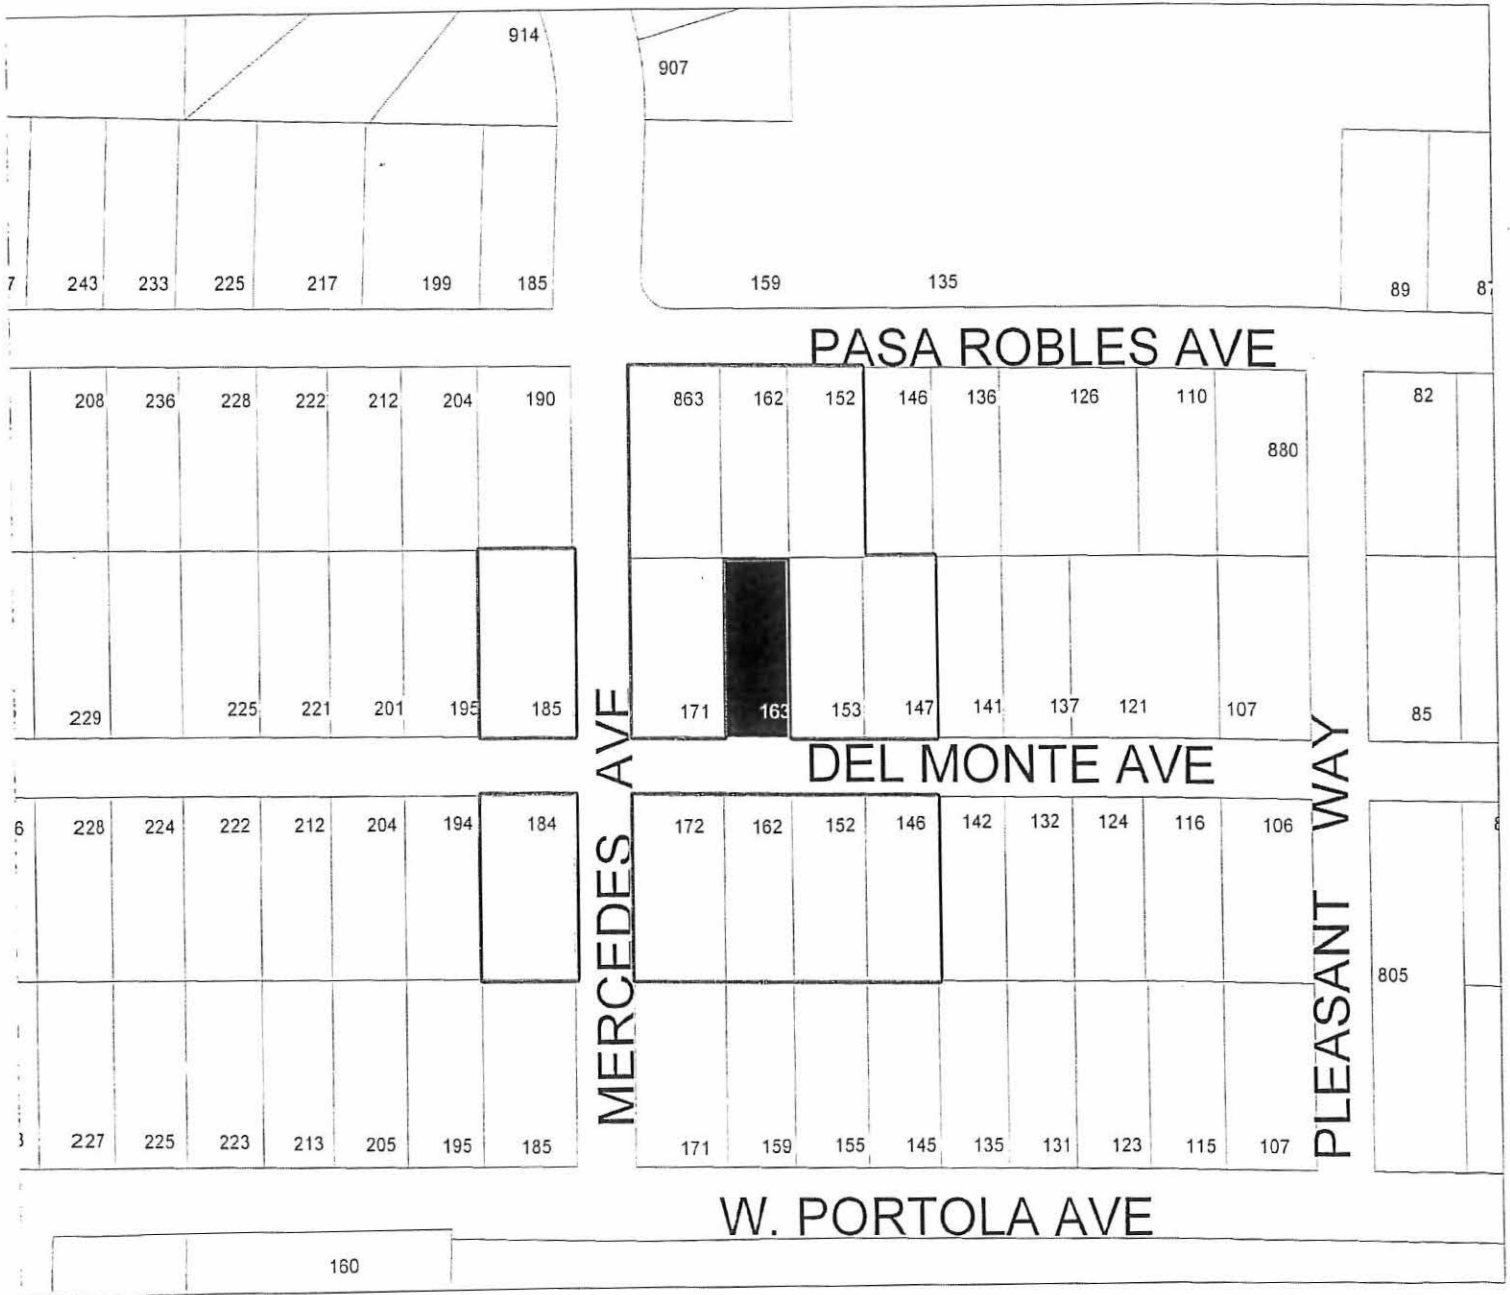 914
907
7 243 233 225 217 199 185 159 135 89 87
PASA ROBLES AVE
208 236 228 222 212 204 190 863 162 152 146 136 126 110 82
880
229 225 221 201 195 185 171 163 153 147 141 137 121 107 85
MERCEDES AVE
DEL MONTE AVE
PLEASANT WAY
6 228 224 222 212 204 194 184 172 162 152 146 142 132 124 116 106
805
227 225 223 213 205 195 185 171 159 155 145 135 131 123 115 107
W. PORTOLA AVE
160